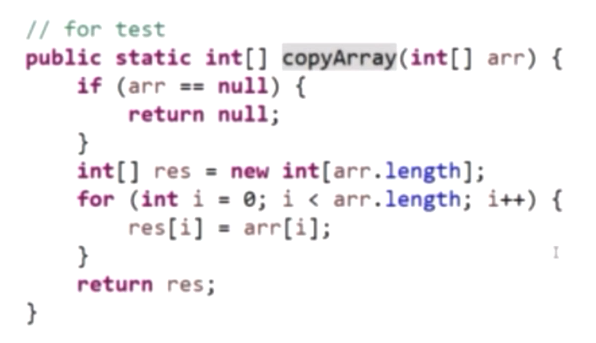 // for test
public static int[] copyArray(int[] arr) {
    if (arr == null) {
        return null;
    }
    int[] res = new int[arr.length];
    for (int i = 0; i < arr.length; i++) {
        res[i] = arr[i];
    }
    return res;
}